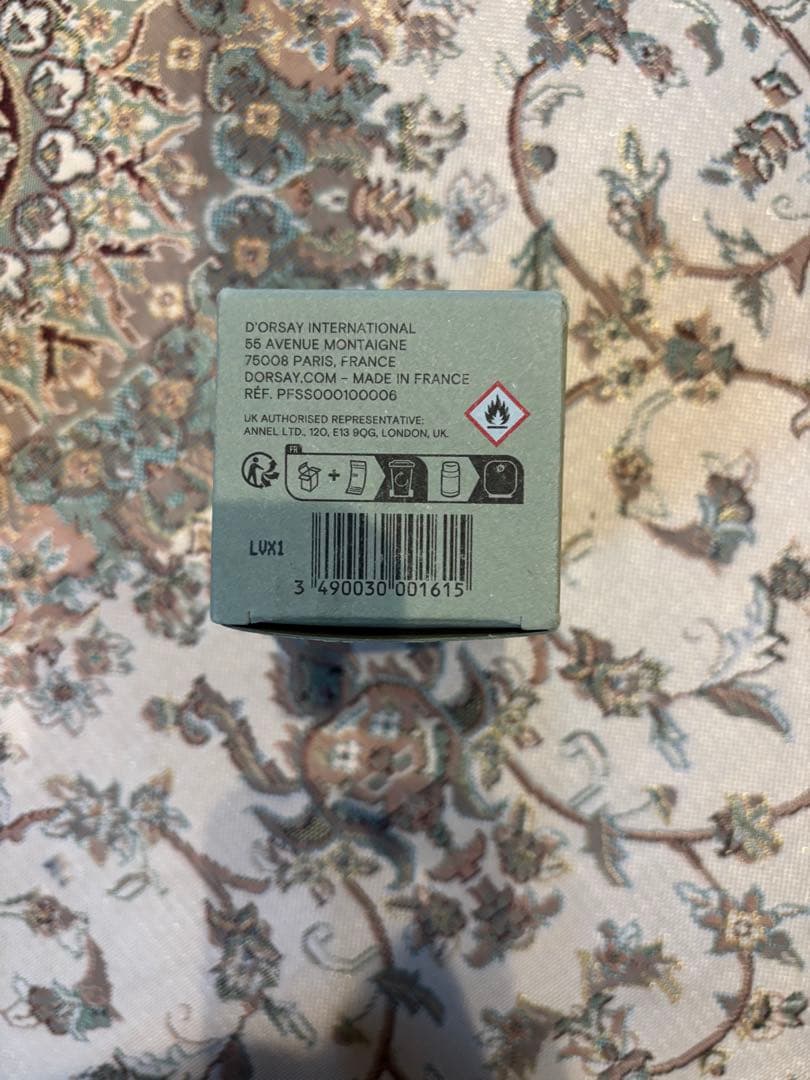 D'ORSAY INTERNATIONAL
55 AVENUE MONTAIGNE
75008 PARIS, FRANCE
DORSAY.COM – MADE IN FRANCE
RÉF. PFSS000100006
UK AUTHORISED REPRESENTATIVE:
ANNEL LTD., 120, E13 9QG, LONDON, UK.
FR
LVX1
3 490030 001615